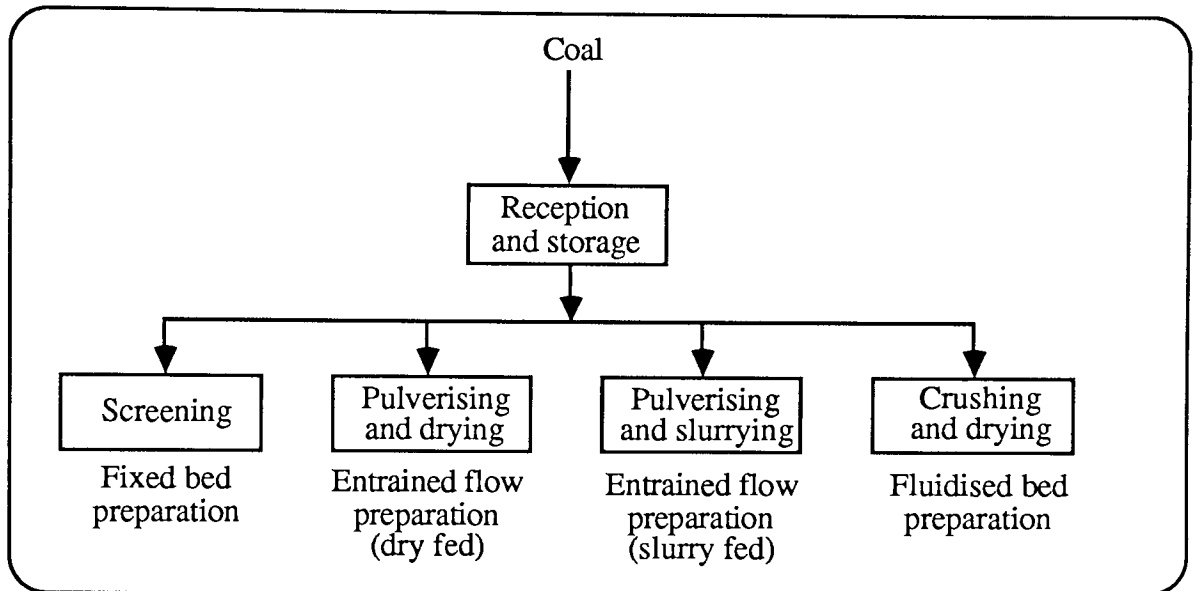 Coal
Reception
and storage
Screening
Fixed bed
preparation
Pulverising
and drying
Entrained flow
preparation
(dry fed)
Pulverising
and slurrying
Entrained flow
preparation
(slurry fed)
Crushing
and drying
Fluidised bed
preparation